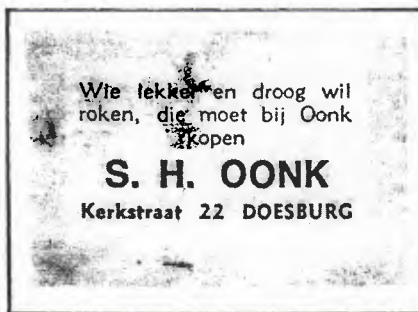 Wie lekker en droog wil
roken, die moet bij Oonk
kopen
S. H. OONK
Kerkstraat 22 DOESBURG